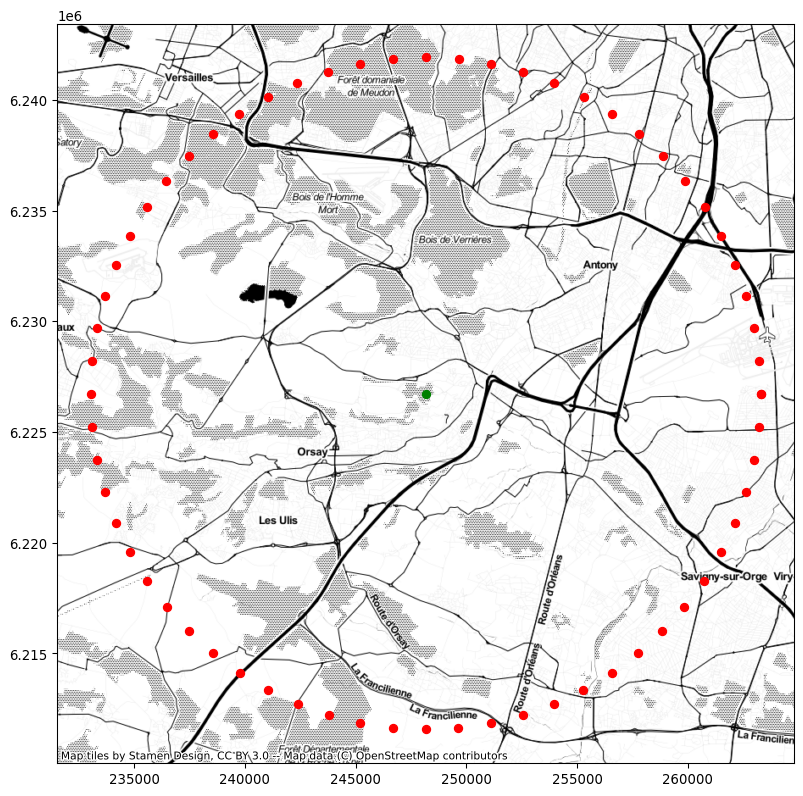 1e6
6.240
6.235
6.230
6.225
6.220
6.215
Versailles
Satory
Forêt domaniale
de Meudon
Bois de l'Homme
Mort
Bois de Verrières
Antony
aux
Orsay
Les Ulis
Route d'Orléans
Savigny-sur-Orge Viry
Route d'Orsay
La Francilienne
Route d'Orléans
La Francilienne
La Francilien
Forêt Départementale
Map tiles by Stamen Design, CC BY 3.0 -- Map data (C) OpenStreetMap contributors
235000 240000 245000 250000 255000 260000